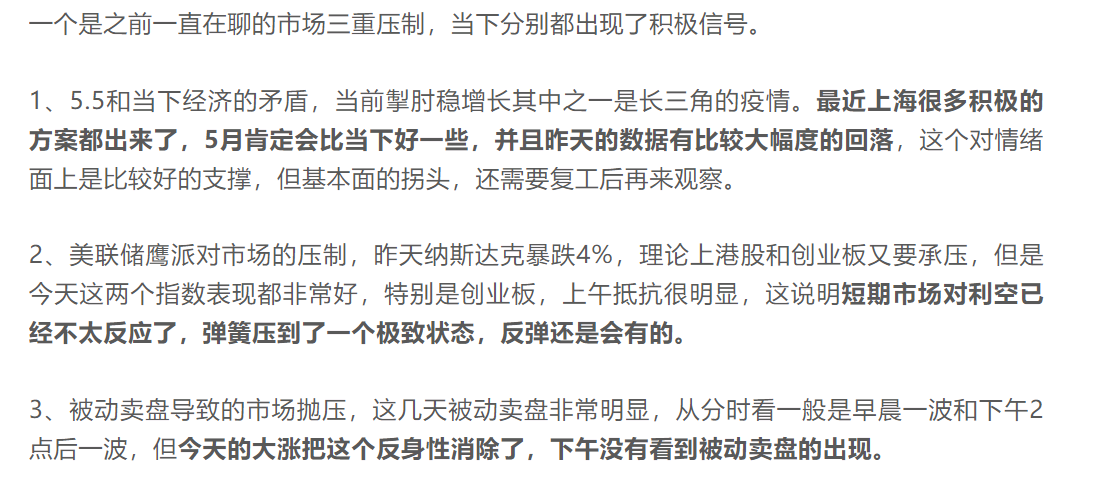 一个是之前一直在聊的市场三重压制，当下分别都出现了积极信号。
1、5.5和当下经济的矛盾，当前掣肘稳增长其中之一是长三角的疫情。最近上海很多积极的
方案都出来了，5月肯定会比当下好一些，并且昨天的数据有比较大幅度的回落，这个对情绪
面上是比较好的支撑，但基本面的拐头，还需要复工后再来观察。
2、美联储鹰派对市场的压制，昨天纳斯达克暴跌4%，理论上港股和创业板又要承压，但是
今天这两个指数表现都非常好，特别是创业板，上午抵抗很明显，这说明短期市场对利空已
经不太反应了，弹簧压到了一个极致状态，反弹还是会有的。
3、被动卖盘导致的市场抛压，这几天被动卖盘非常明显，从分时看一般是早晨一波和下午2
点后一波，但今天的大涨把这个反身性消除了，下午没有看到被动卖盘的出现。